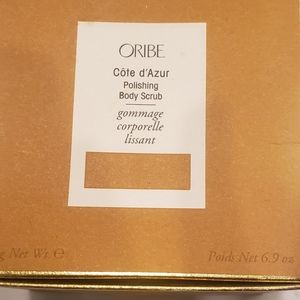 ORIBE
Côte d'Azur
Polishing
Body Scrub
gommage
corporelle
lissant
g Net Wt. ℮
Poids Net 6.9 oz